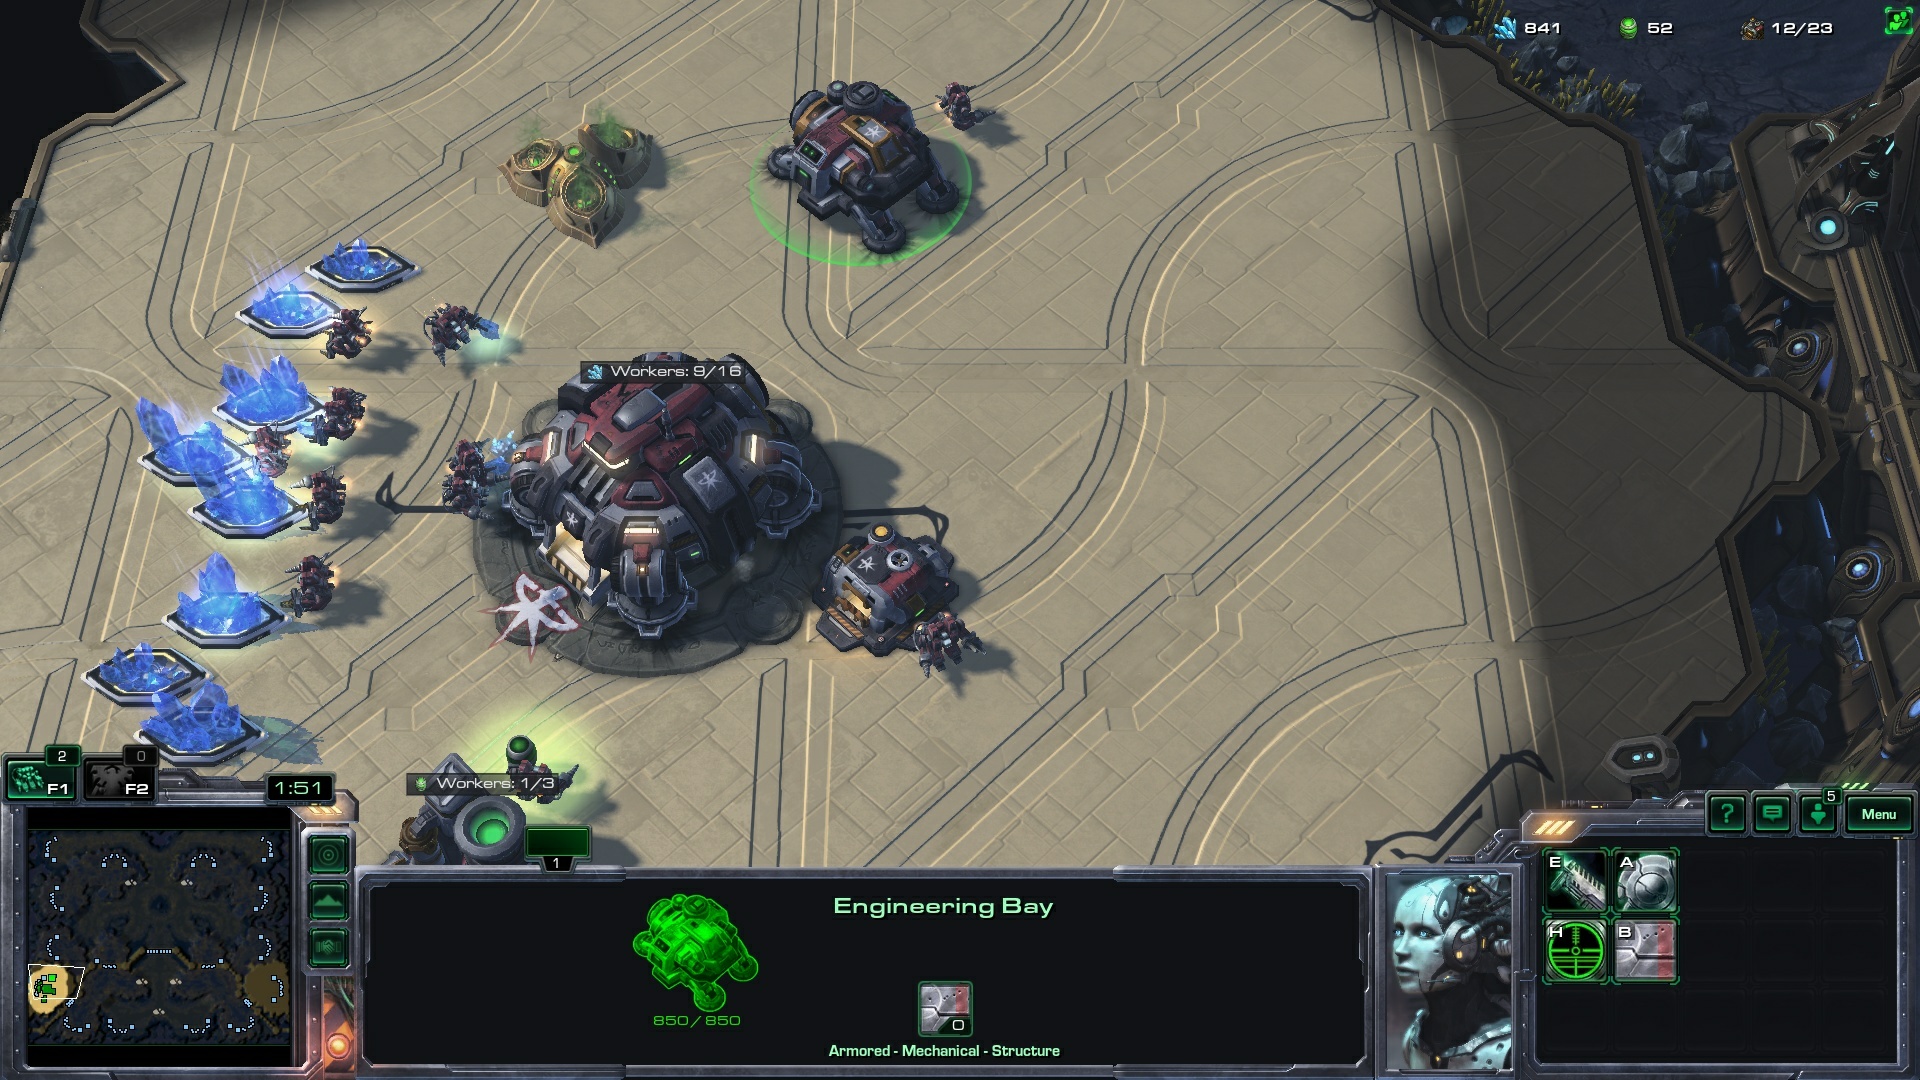 841 52 12/23
Workers: 9/16
Workers: 1/3
2 0
F1 F2
1:51
1
5
? Menu
Engineering Bay
850/850
0
Armored - Mechanical - Structure
E A
H B